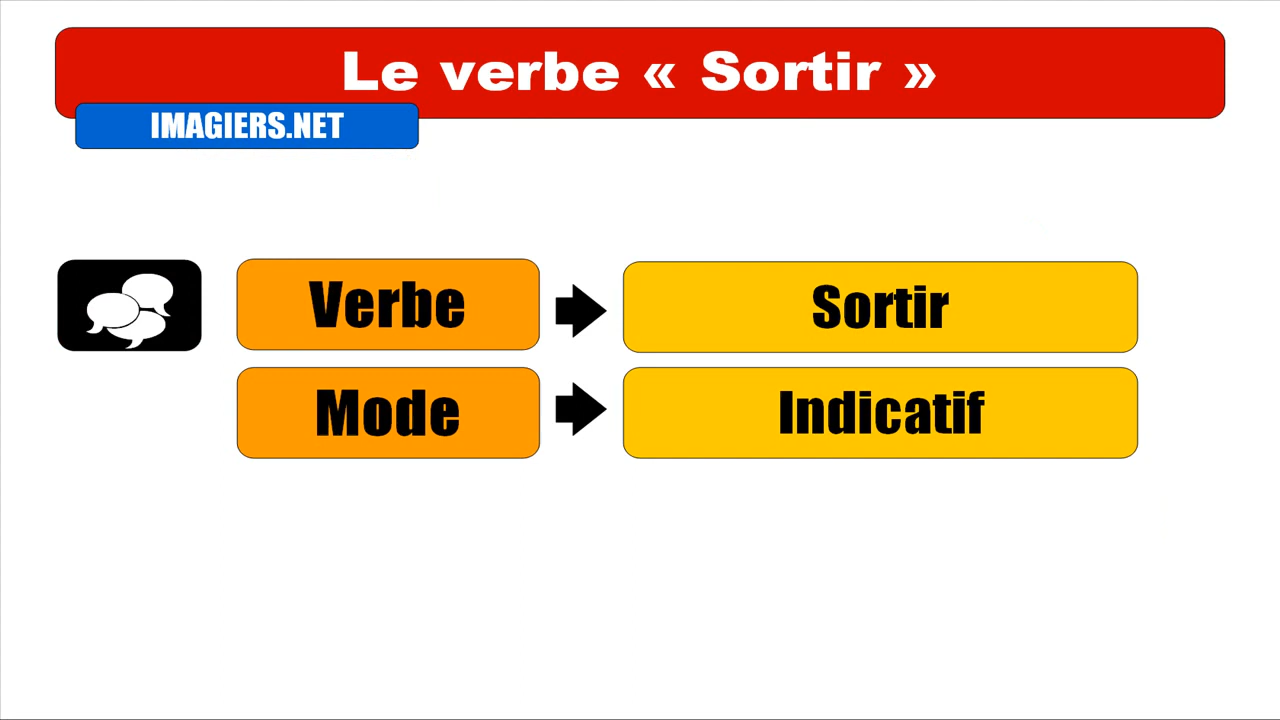 Le verbe « Sortir »
IMAGIERS.NET
Verbe Sortir
Mode Indicatif